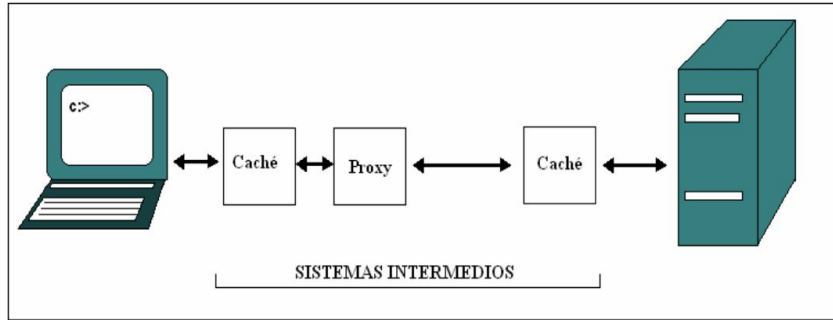 c:>
Caché
Proxy
Caché
SISTEMAS INTERMEDIOS